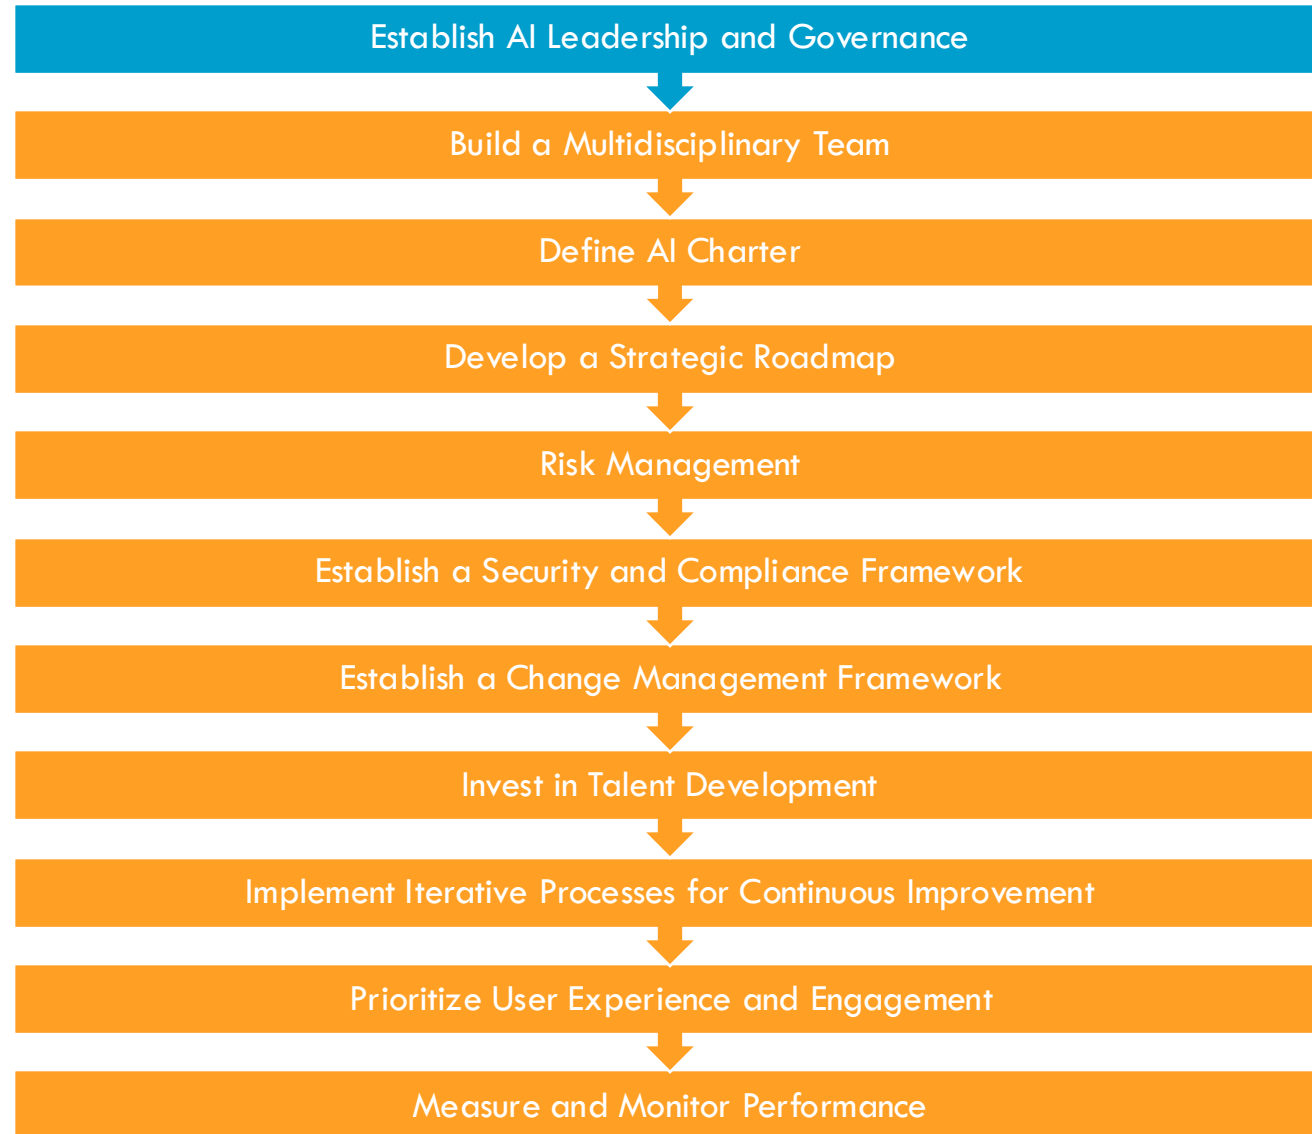 Establish AI Leadership and Governance
Build a Multidisciplinary Team
Define AI Charter
Develop a Strategic Roadmap
Risk Management
Establish a Security and Compliance Framework
Establish a Change Management Framework
Invest in Talent Development
Implement Iterative Processes for Continuous Improvement
Prioritize User Experience and Engagement
Measure and Monitor Performance